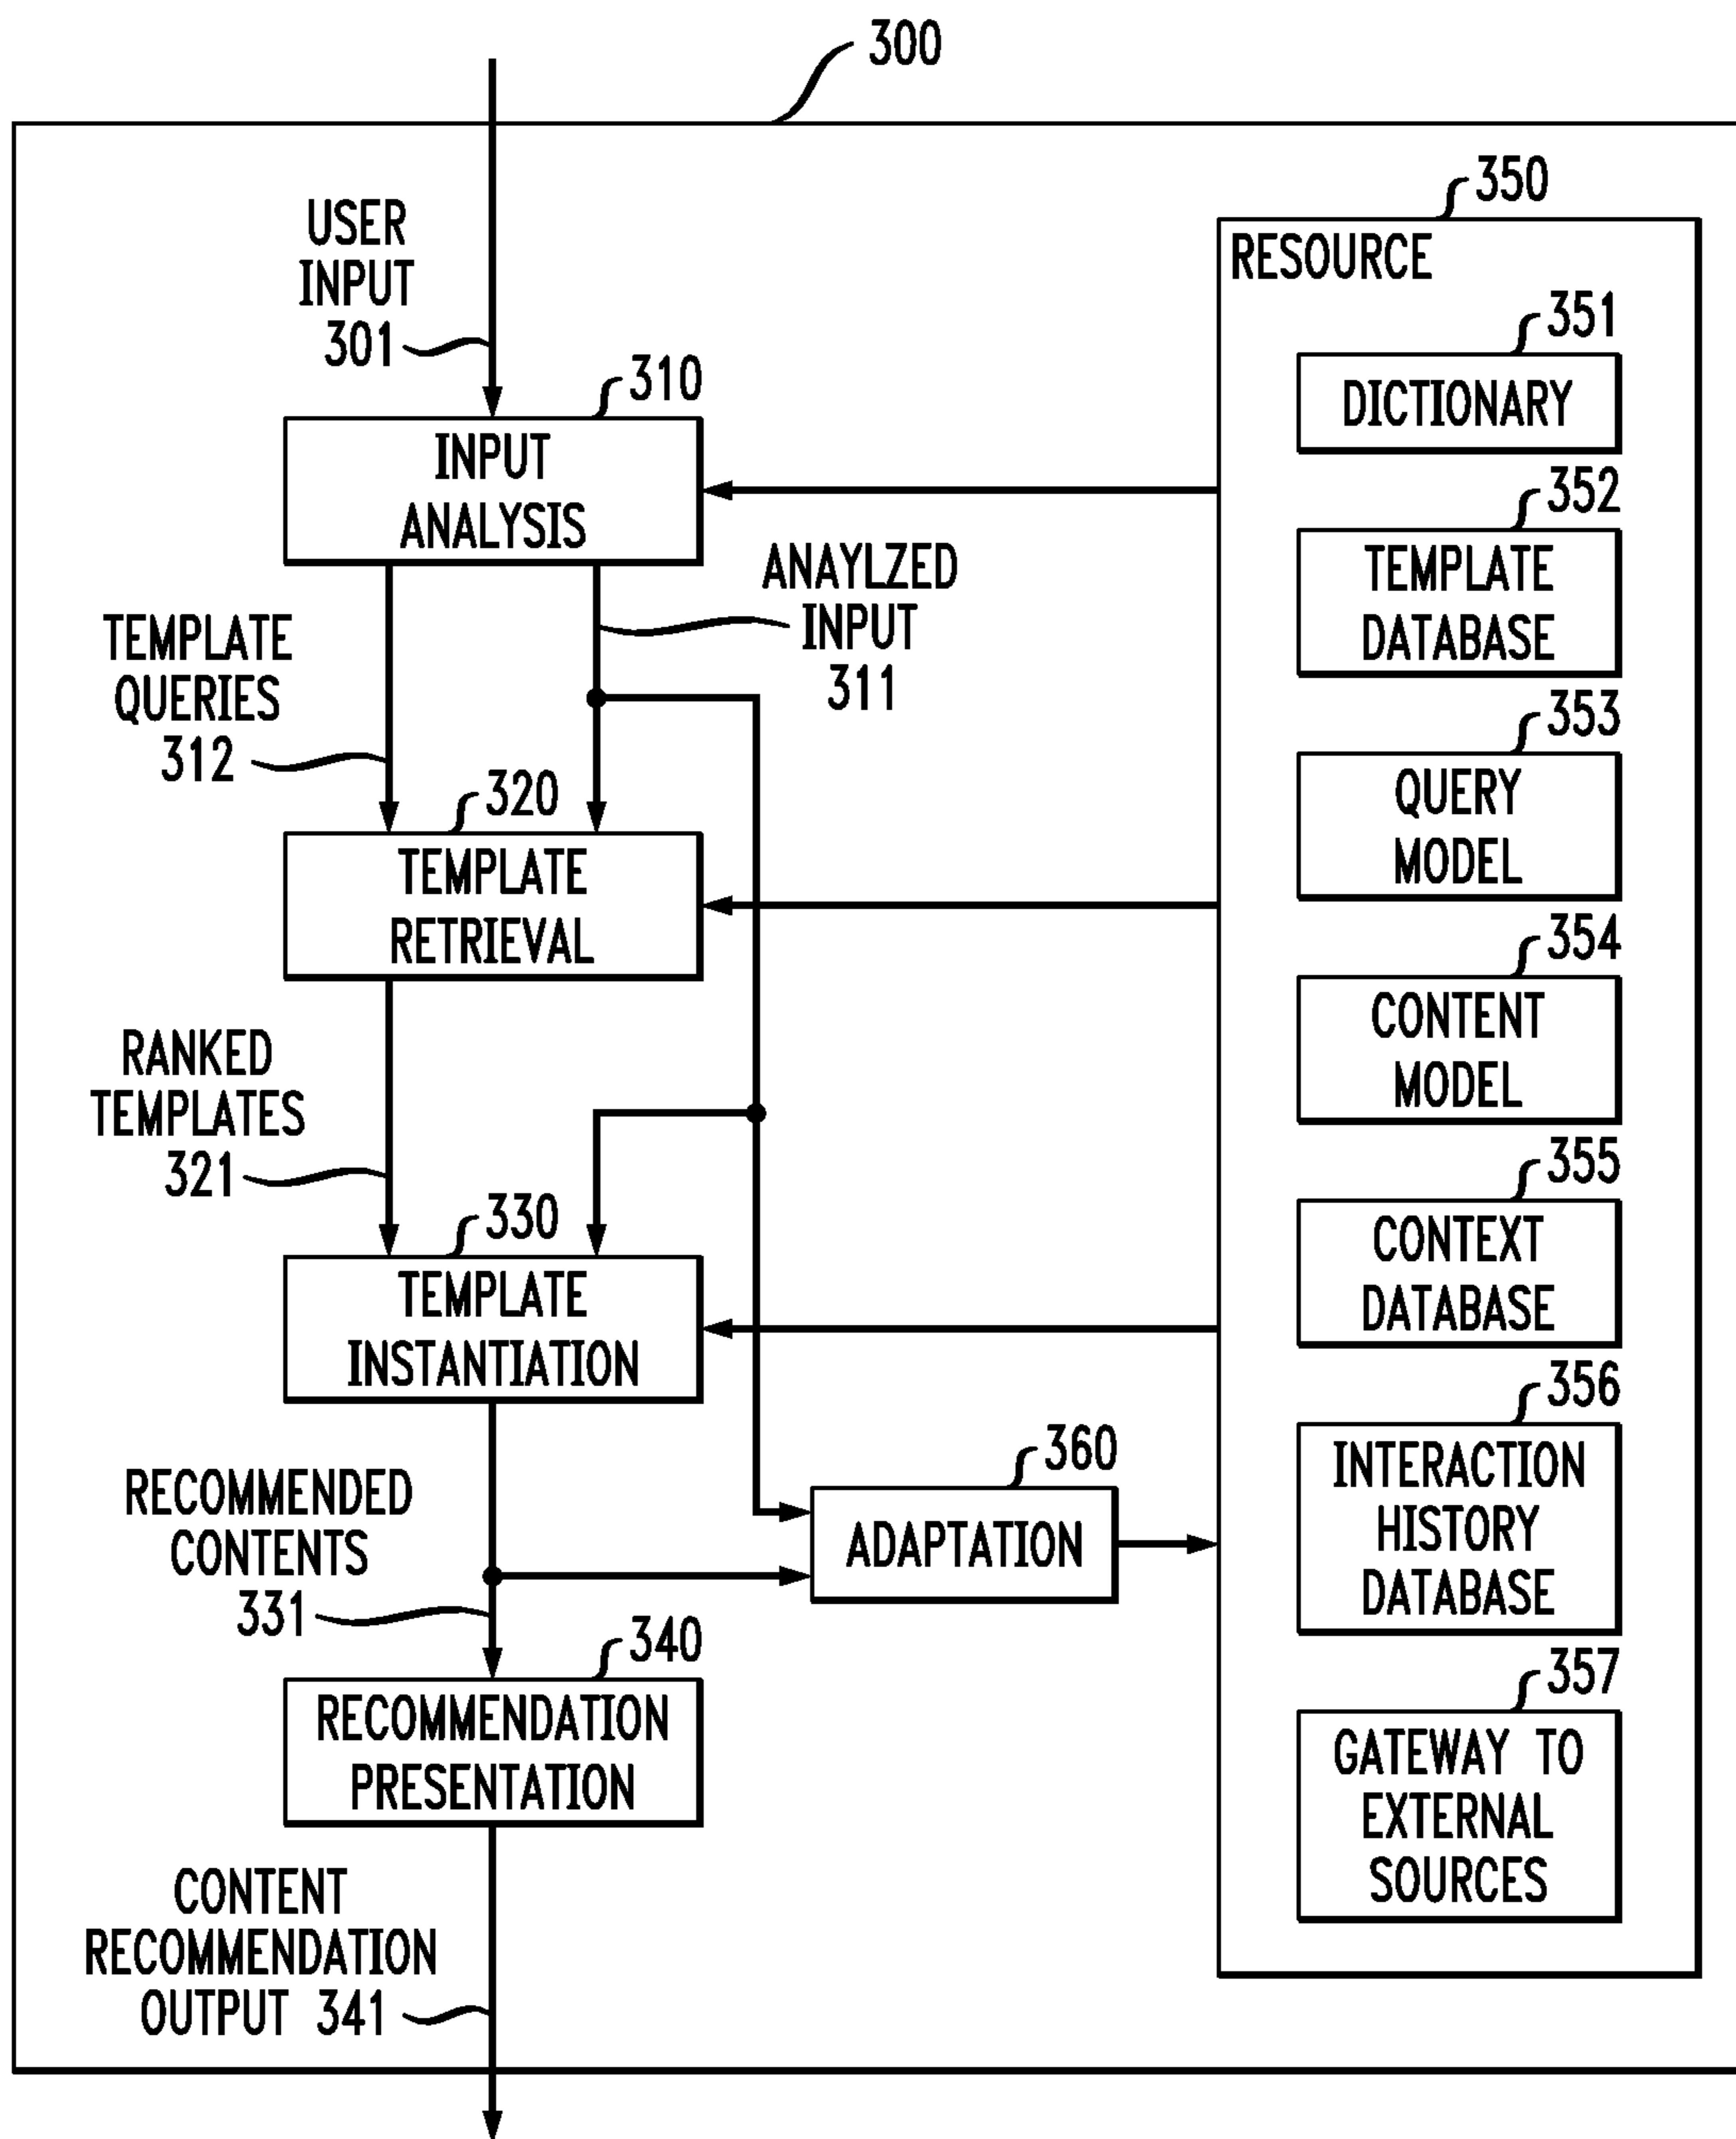 300
USER
INPUT
301
310
INPUT
ANALYSIS
ANAYLZED
INPUT
311
TEMPLATE
QUERIES
312
320
TEMPLATE
RETRIEVAL
RANKED
TEMPLATES
321
330
TEMPLATE
INSTANTIATION
RECOMMENDED
CONTENTS
331
360
ADAPTATION
340
RECOMMENDATION
PRESENTATION
CONTENT
RECOMMENDATION
OUTPUT 341
350
RESOURCE
351
DICTIONARY
352
TEMPLATE
DATABASE
353
QUERY
MODEL
354
CONTENT
MODEL
355
CONTEXT
DATABASE
356
INTERACTION
HISTORY
DATABASE
357
GATEWAY TO
EXTERNAL
SOURCES